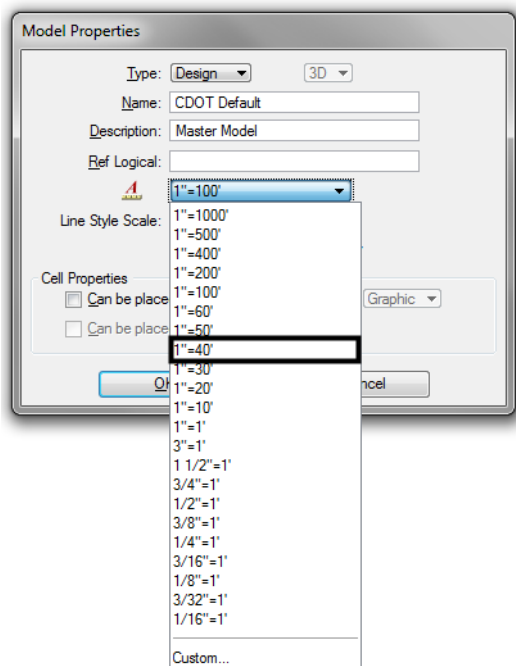 Model Properties
Type: Design 3D
Name: CDOT Default
Description: Master Model
Ref Logical:
A 1"=100'
Line Style Scale:
1"=1000'
1"=500'
1"=400'
1"=200'
1"=100'
1"=60'
1"=50'
1"=40'
1"=30'
1"=20'
1"=10'
1"=1'
3"=1'
1 1/2"=1'
3/4"=1'
1/2"=1'
3/8"=1'
1/4"=1'
3/16"=1'
1/8"=1'
3/32"=1'
1/16"=1'
Custom...
Cell Properties
Can be place Graphic
Can be place